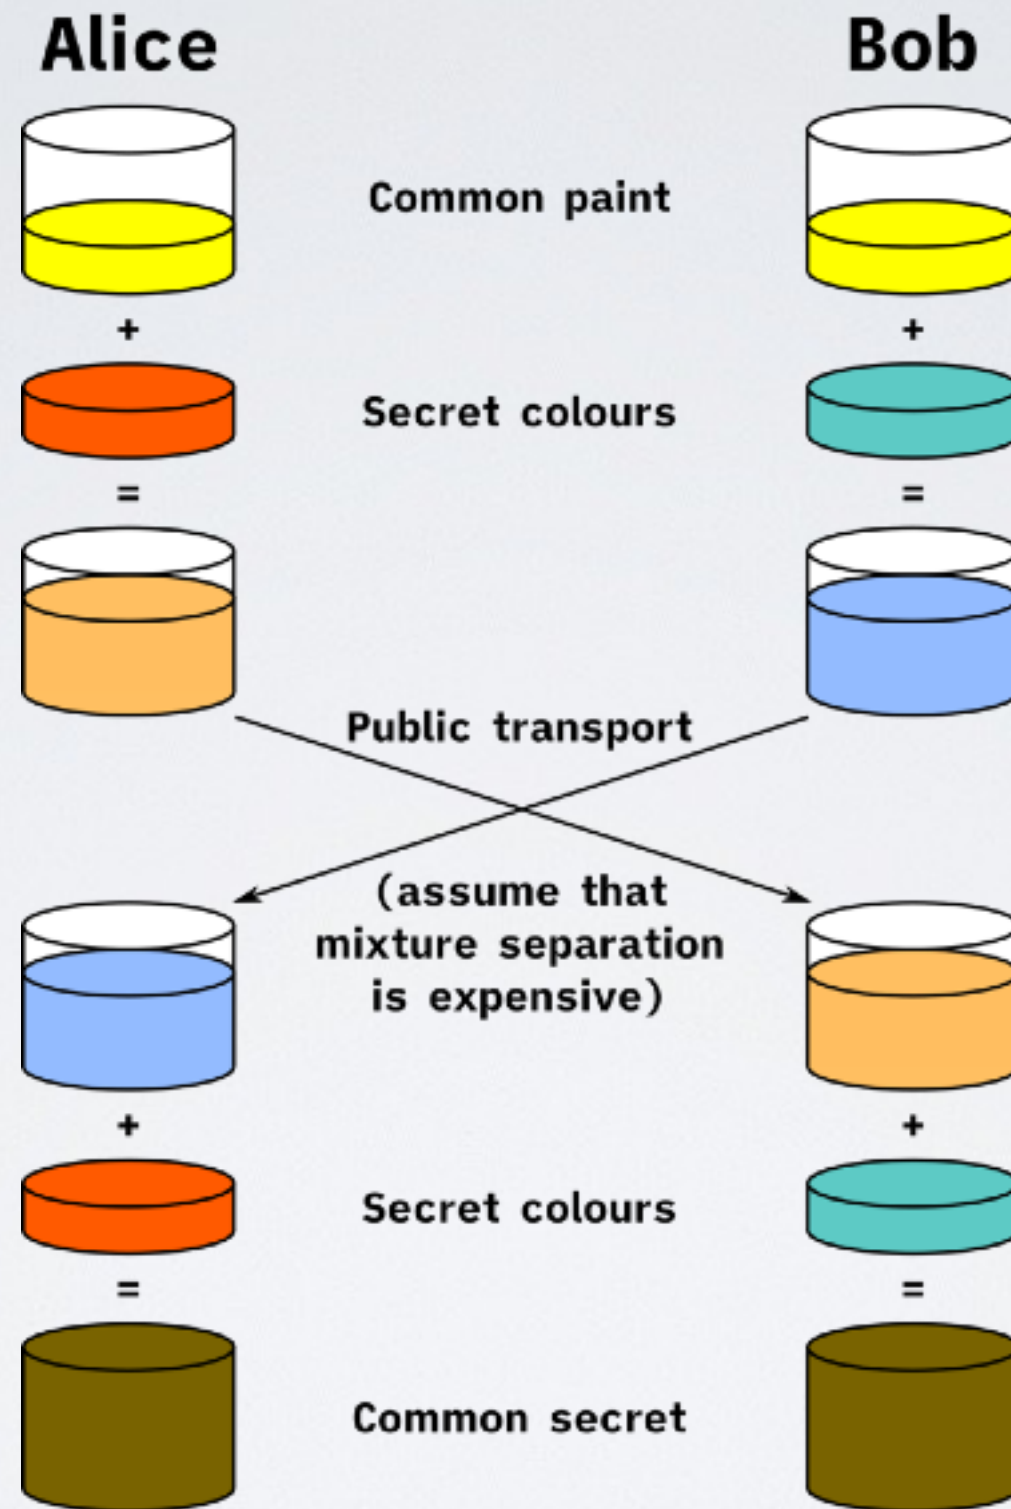 Alice Bob
Common paint
+ +
Secret colours
= =
Public transport
(assume that
mixture separation
is expensive)
+ +
Secret colours
= =
Common secret